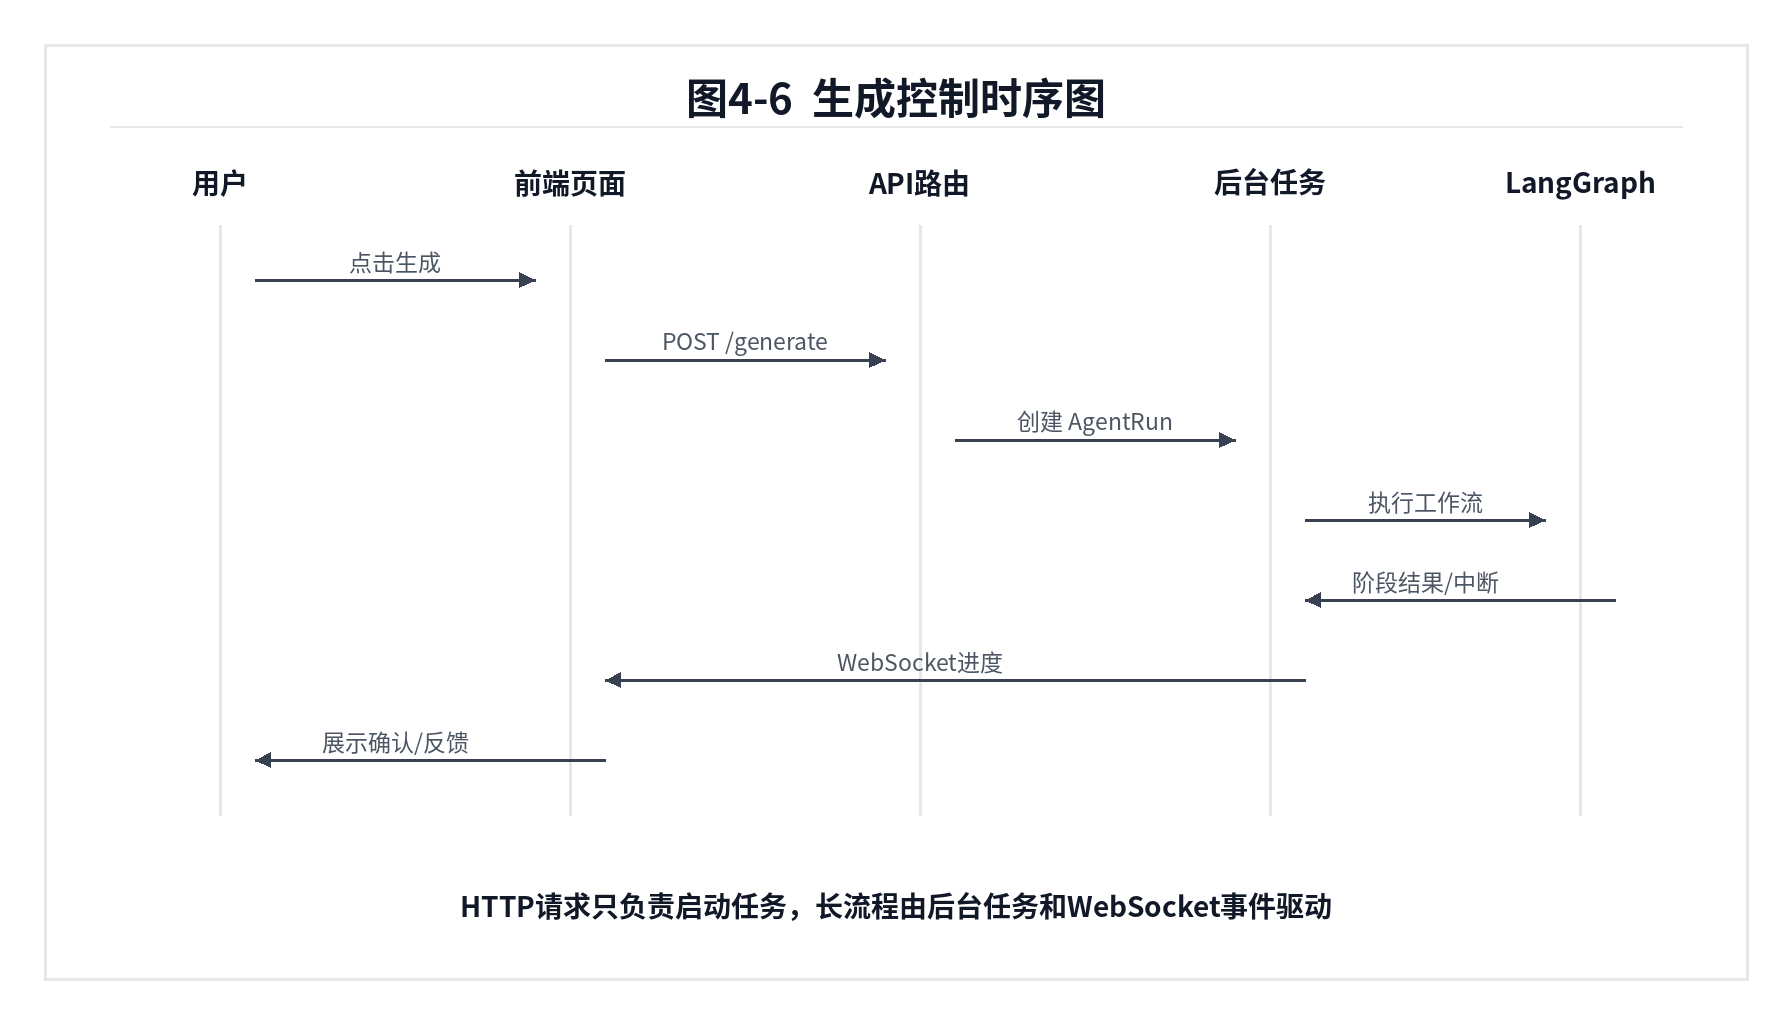 图4-6 生成控制时序图
用户
前端页面
API路由
后台任务
LangGraph
点击生成
POST /generate
创建 AgentRun
执行工作流
阶段结果/中断
WebSocket进度
展示确认/反馈
HTTP请求只负责启动任务，长流程由后台任务和WebSocket事件驱动